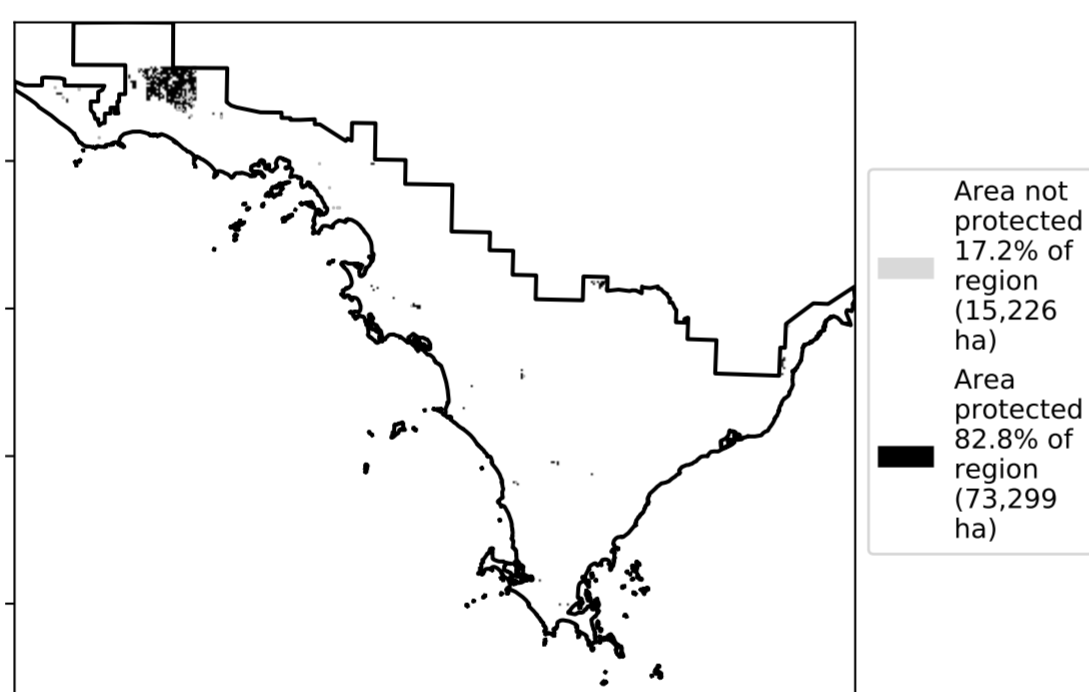 Area not
protected
17.2% of
region
(15,226
ha)
Area
protected
82.8% of
region
(73,299
ha)